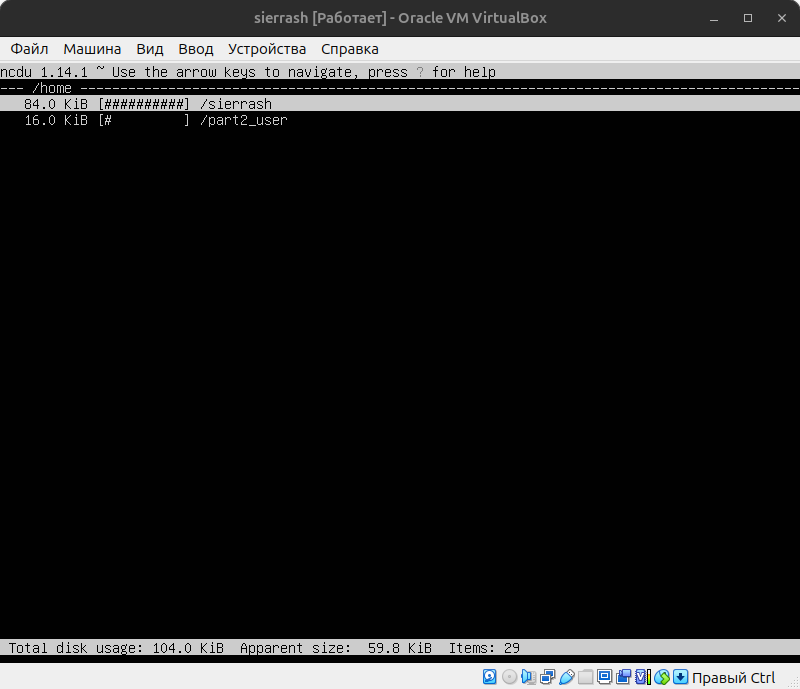 sierrash [Работает] - Oracle VM VirtualBox
Файл Машина Вид Ввод Устройства Справка
ncdu 1.14.1 ~ Use the arrow keys to navigate, press ? for help
--- /home ------------------------------------------------------------------------------------------
84.0 KiB [##########] /sierrash
16.0 KiB [#         ] /part2_user
Total disk usage: 104.0 KiB  Apparent size:  59.8 KiB  Items: 29
Правый Ctrl